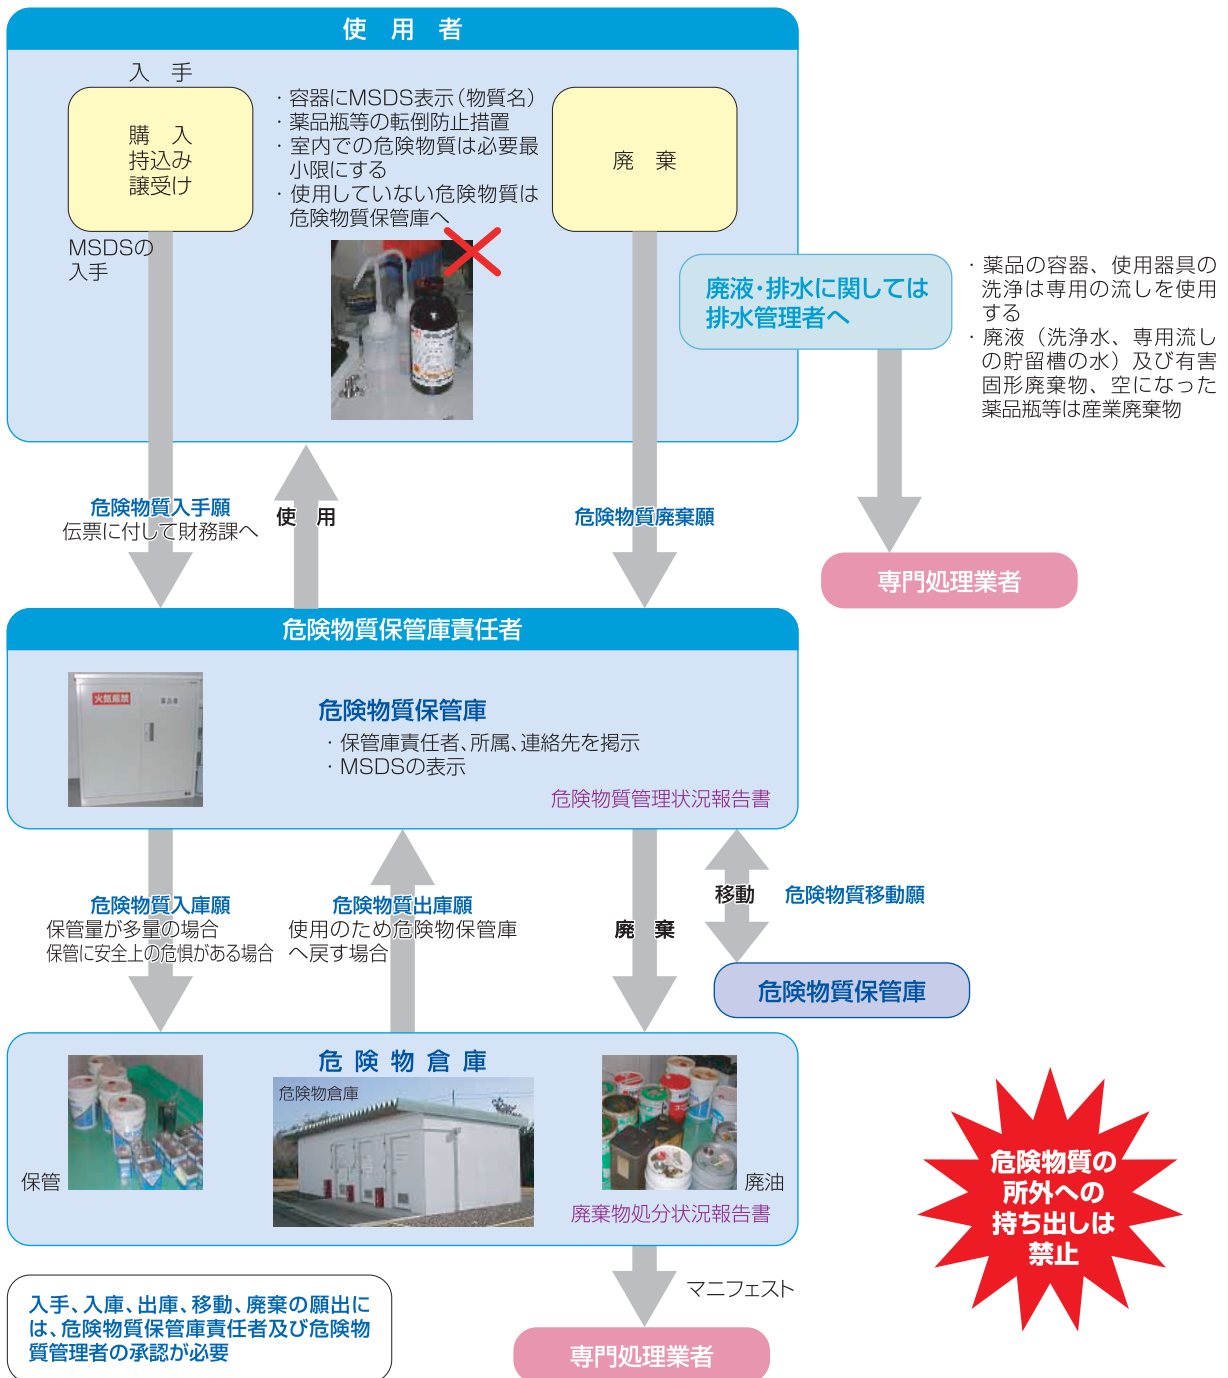 使 用 者
入 手
購 入
持込み
譲受け
MSDSの
入手
・容器にMSDS表示（物質名）
・薬品瓶等の転倒防止措置
・室内での危険物質は必要最
小限にする
・使用していない危険物質は
危険物質保管庫へ
廃 棄
廃液・排水に関しては
排水管理者へ
・薬品の容器、使用器具の
洗浄は専用の流しを使用
する
・廃液（洗浄水、専用流し
の貯留槽の水）及び有害
固形廃棄物、空になった
薬品瓶等は産業廃棄物
危険物質入手願
伝票に付して財務課へ
使 用
危険物質廃棄願
専門処理業者
危険物質保管庫責任者
火気厳禁
薬品庫
危険物質保管庫
・保管庫責任者、所属、連絡先を掲示
・MSDSの表示
危険物質管理状況報告書
危険物質入庫願
保管量が多量の場合
保管に安全上の危惧がある場合
危険物質出庫願
使用のため危険物保管庫
へ戻す場合
廃 棄
移動
危険物質移動願
危険物質保管庫
危 険 物 倉 庫
危険物倉庫
保管
廃油
廃棄物処分状況報告書
危険物質の
所外への
持ち出しは
禁止
マニフェスト
入手、入庫、出庫、移動、廃棄の願出に
は、危険物質保管庫責任者及び危険物
質管理者の承認が必要
専門処理業者